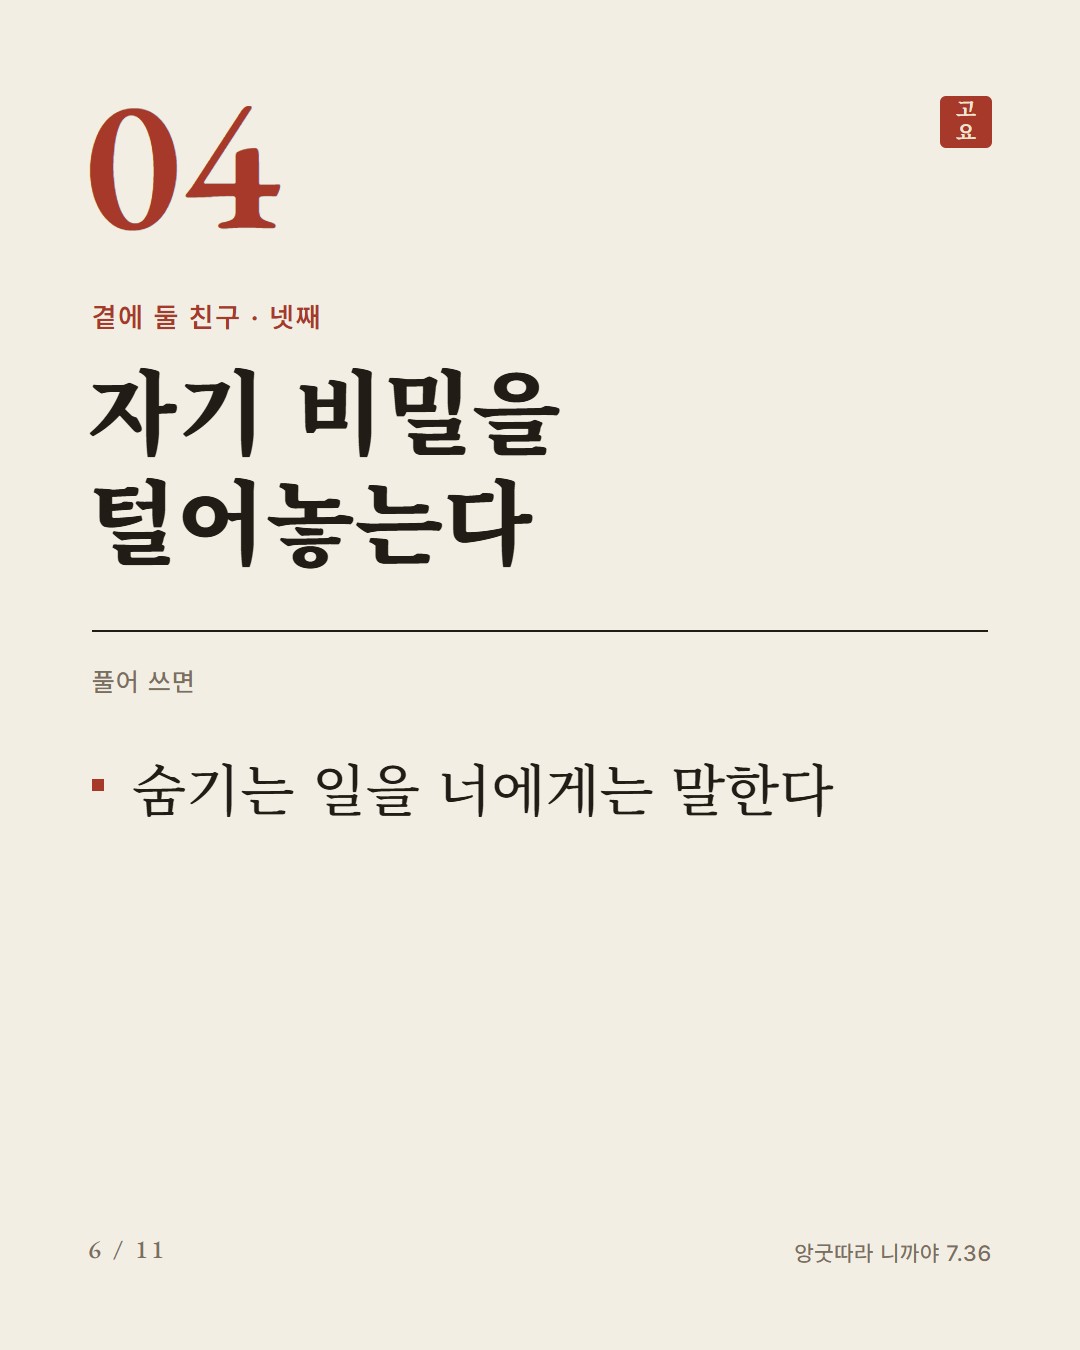 04
고
요
곁에 둘 친구 · 넷째
자기 비밀을
털어놓는다
풀어 쓰면
숨기는 일을 너에게는 말한다
6 / 11
앙굿따라 니까야 7.36